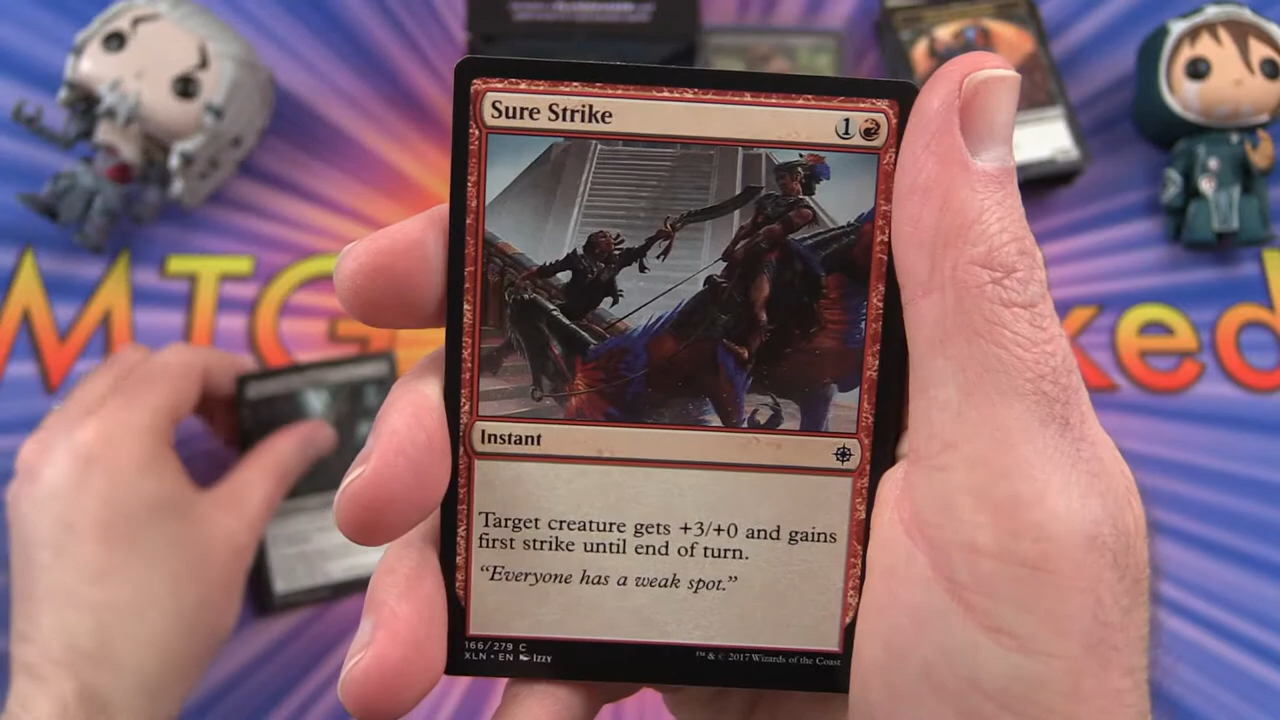 Sure Strike
1
MTG
ked
Instant
Target creature gets +3/+0 and gains
first strike until end of turn.
"Everyone has a weak spot."
166/279 C
XLN • EN Izzy
™ & © 2017 Wizards of the Coast